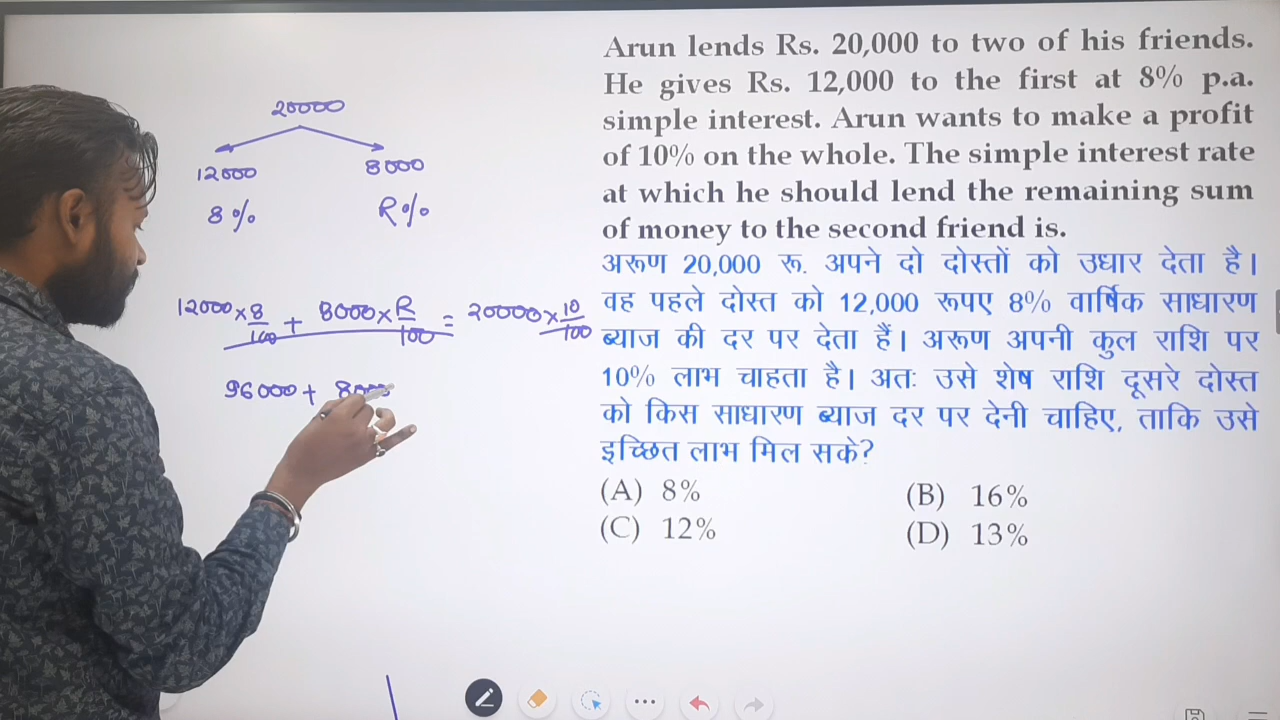 Arun lends Rs. 20,000 to two of his friends.
He gives Rs. 12,000 to the first at 8% p.a.
simple interest. Arun wants to make a profit
of 10% on the whole. The simple interest rate
at which he should lend the remaining sum
of money to the second friend is.
अरूण 20,000 रू. अपने दो दोस्तों को उधार देता है।
वह पहले दोस्त को 12,000 रूपए 8% वार्षिक साधारण
ब्याज की दर पर देता हैं। अरूण अपनी कुल राशि पर
10% लाभ चाहता है। अतः उसे शेष राशि दूसरे दोस्त
को किस साधारण ब्याज दर पर देनी चाहिए, ताकि उसे
इच्छित लाभ मिल सके?
(A) 8% (B) 16%
(C) 12% (D) 13%
20000
12000 8000
8% R%
12000 × 8/100 + 8000 × R/100 = 20000 × 10/100
96000 + 8000